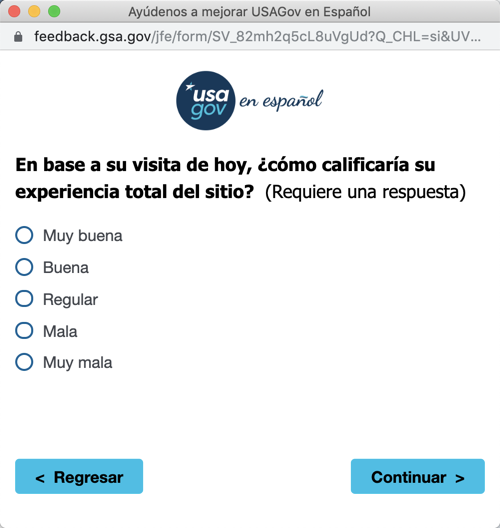 Ayúdenos a mejorar USAGov en Español
feedback.gsa.gov/jfe/form/SV_82mh2q5cL8uVgUd?Q_CHL=si&UV...
usa gov en español
En base a su visita de hoy, ¿cómo calificaría su
experiencia total del sitio? (Requiere una respuesta)
Muy buena
Buena
Regular
Mala
Muy mala
< Regresar
Continuar >